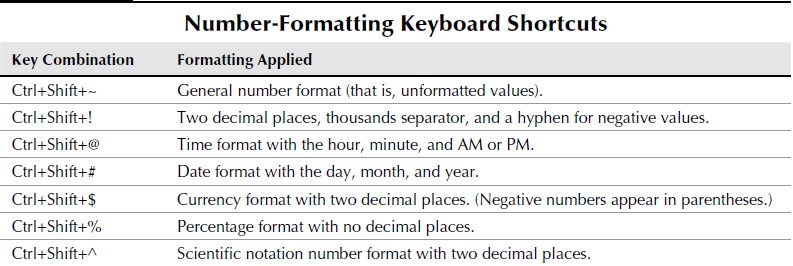 Number-Formatting Keyboard Shortcuts
Key Combination Formatting Applied
Ctrl+Shift+~ General number format (that is, unformatted values).
Ctrl+Shift+! Two decimal places, thousands separator, and a hyphen for negative values.
Ctrl+Shift+@ Time format with the hour, minute, and AM or PM.
Ctrl+Shift+# Date format with the day, month, and year.
Ctrl+Shift+$ Currency format with two decimal places. (Negative numbers appear in parentheses.)
Ctrl+Shift+% Percentage format with no decimal places.
Ctrl+Shift+^ Scientific notation number format with two decimal places.